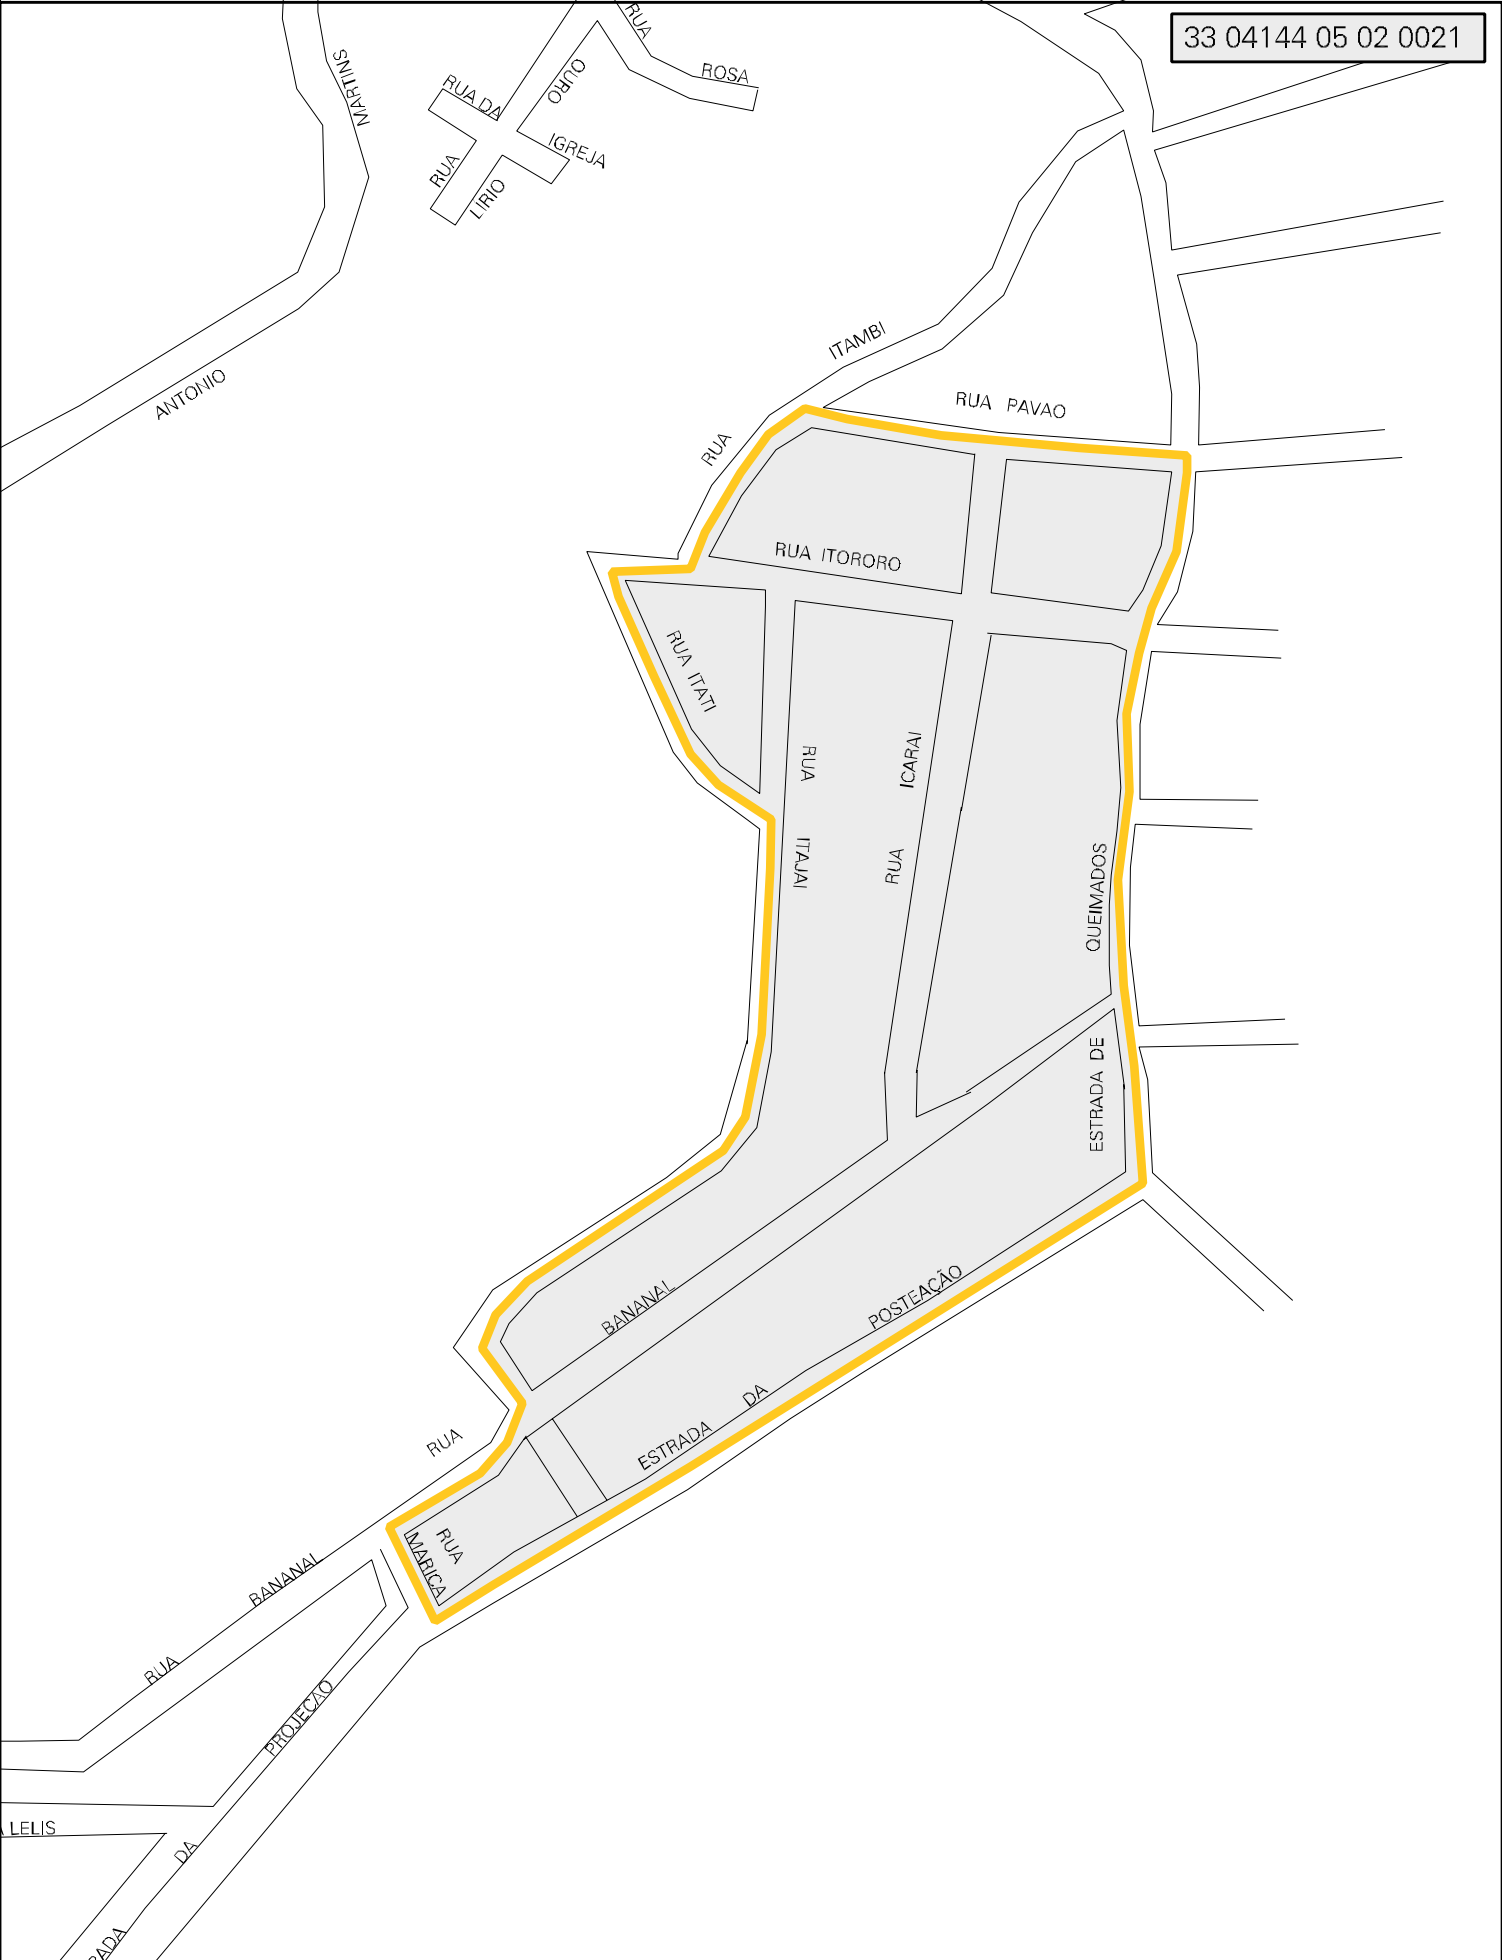 33 04144 05 02 0021
RUA
ROSA
MARTINS
OURO
RUA DA
IGREJA
RUA
LIRIO
ITAMBI
ANTONIO
RUA PAVAO
RUA
RUA ITORORO
RUA ITATI
RUA
ICARAI
ITAJAI
RUA
QUEIMADOS
ESTRADA DE
BANANAL
POSTEAÇÃO
DA
ESTRADA
RUA
RUA
MARICA
BANANAL
RUA
PROJECAO
LELIS
DA